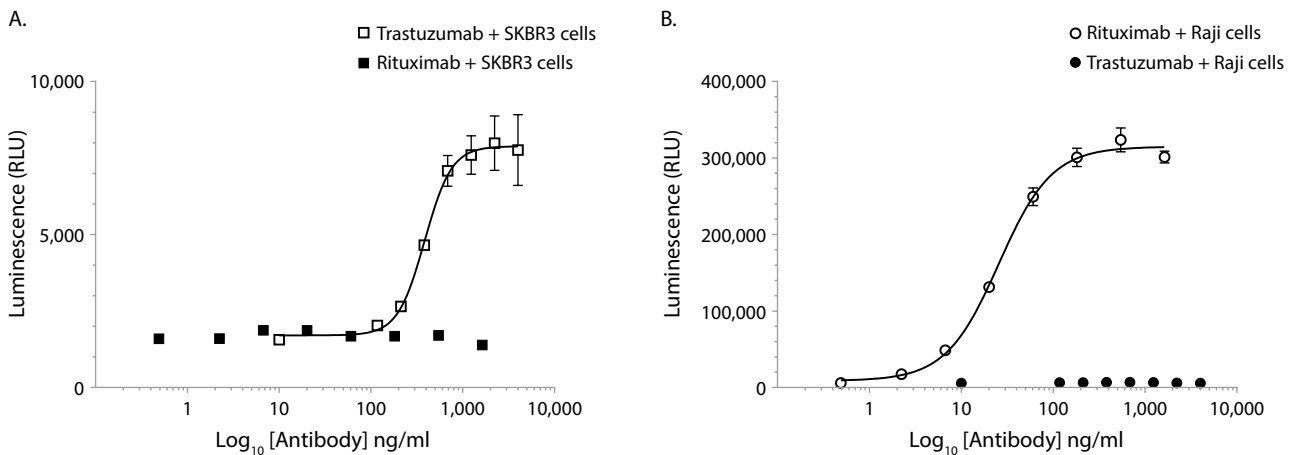 A.
Trastuzumab + SKBR3 cells
Rituximab + SKBR3 cells
10,000
5,000
0
Luminescence (RLU)
1
10
100
1,000
10,000
Log10 [Antibody] ng/ml
B.
Rituximab + Raji cells
Trastuzumab + Raji cells
400,000
300,000
200,000
100,000
0
Luminescence (RLU)
1
10
100
1,000
10,000
Log10 [Antibody] ng/ml